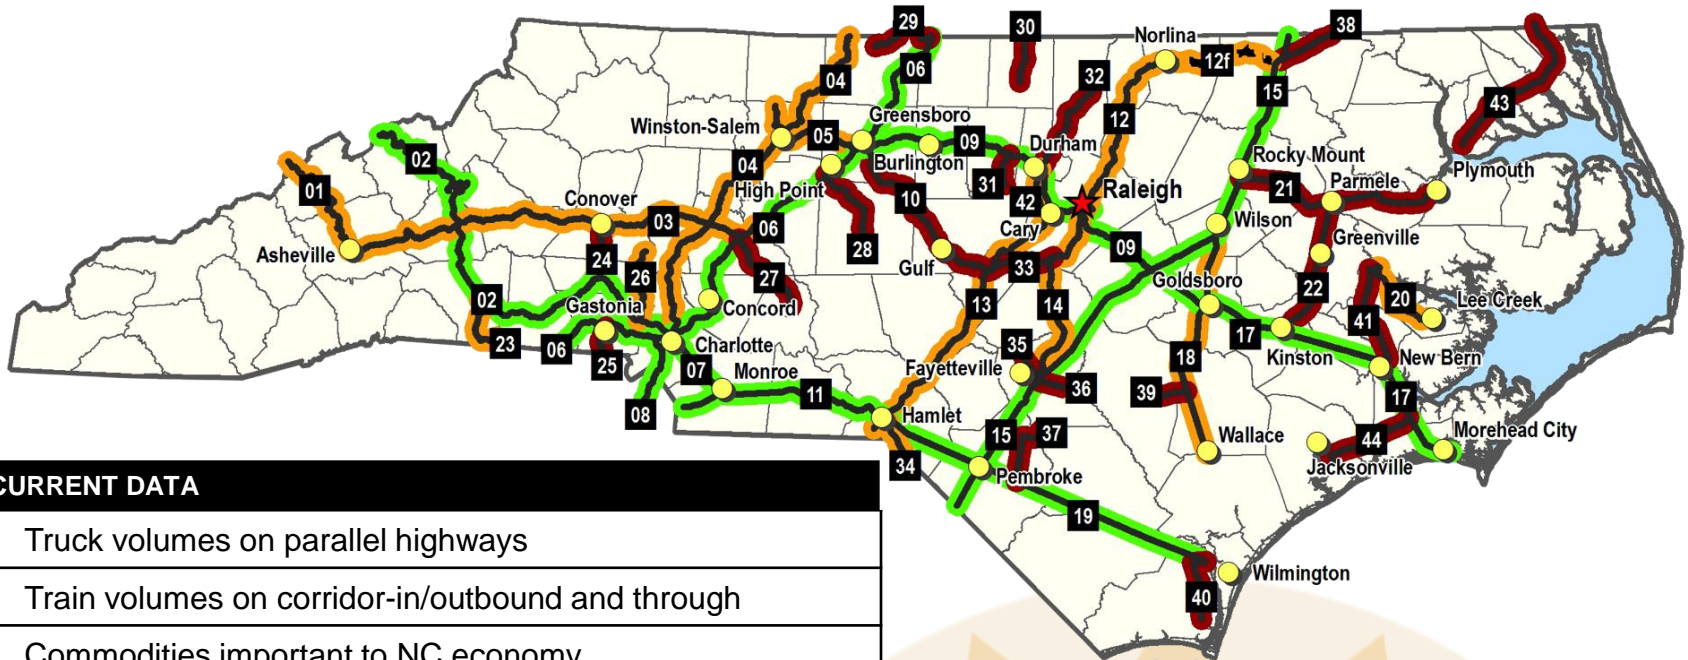 29
30
38
Norlina
06
12f
04
32
15
43
Greensboro
12
Winston-Salem
05
09
Durham
02
Burlington
Rocky Mount
04
Plymouth
01
High Point
31
21
Parmele
Conover
10
42
Raleigh
03
06
Cary
Wilson
Asheville
28
09
Greenville
24
Gulf
33
26
27
Goldsboro
22
02
Gastonia
Concord
13
14
20
Lee Creek
41
23
06
Charlotte
35
17
Kinston
25
07
Monroe
Fayetteville
18
New Bern
08
11
36
39
17
Hamlet
15
37
Wallace
44
Morehead City
34
Pembroke
Jacksonville
19
Wilmington
40
CURRENT DATA
Truck volumes on parallel highways
Train volumes on corridor-in/outbound and through
Commodities important to NC economy